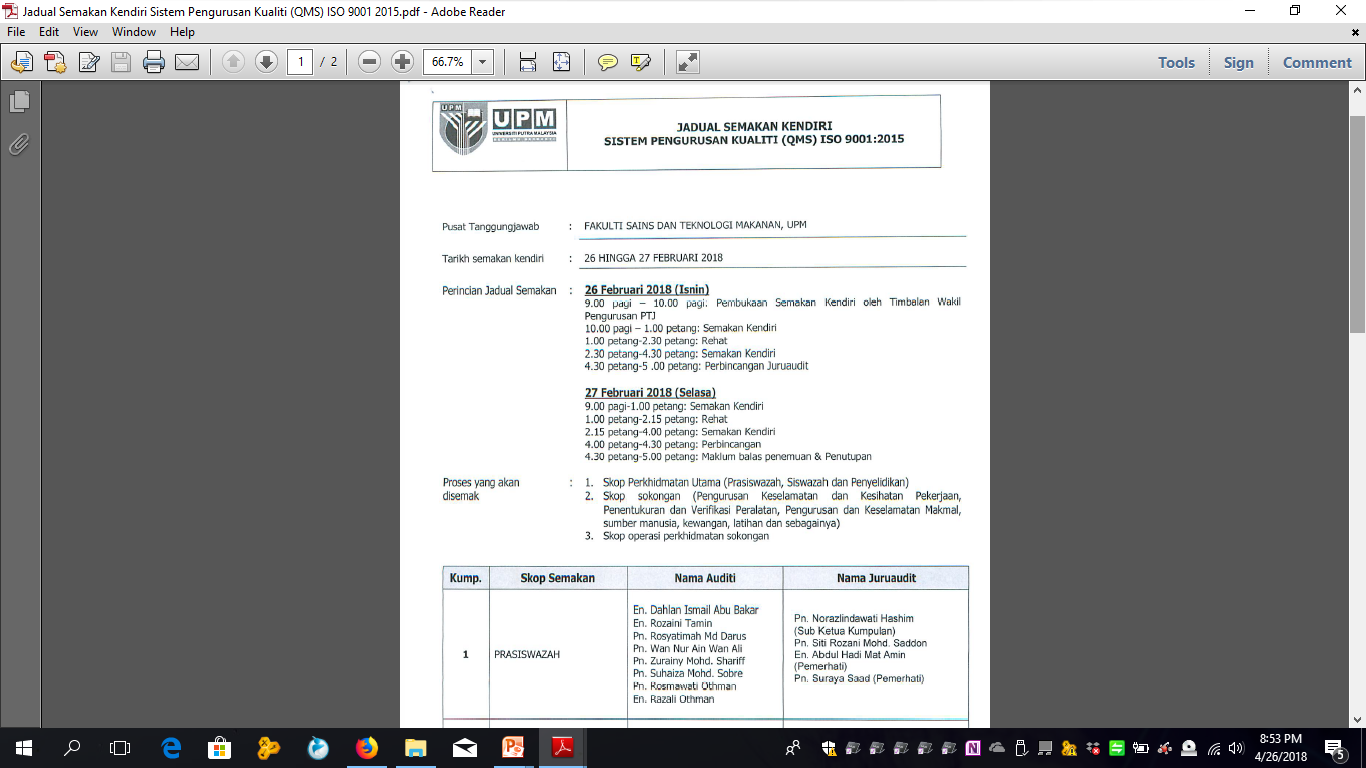 Jadual Semakan Kendiri Sistem Pengurusan Kualiti (QMS) ISO 9001 2015.pdf - Adobe Reader
File Edit View Window Help
1 / 2 66.7% Tools Sign Comment
UPM
UPM
UNIVERSITI PUTRA MALAYSIA
JADUAL SEMAKAN KENDIRI
SISTEM PENGURUSAN KUALITI (QMS) ISO 9001:2015
Pusat Tanggungjawab : FAKULTI SAINS DAN TEKNOLOGI MAKANAN, UPM
Tarikh semakan kendiri : 26 HINGGA 27 FEBRUARI 2018
Perincian Jadual Semakan : 26 Februari 2018 (Isnin)
9.00 pagi – 10.00 pagi: Pembukaan Semakan Kendiri oleh Timbalan Wakil
Pengurusan PTJ
10.00 pagi – 1.00 petang: Semakan Kendiri
1.00 petang-2.30 petang: Rehat
2.30 petang-4.30 petang: Semakan Kendiri
4.30 petang-5 .00 petang: Perbincangan Juruaudit
27 Februari 2018 (Selasa)
9.00 pagi-1.00 petang: Semakan Kendiri
1.00 petang-2.15 petang: Rehat
2.15 petang-4.00 petang: Semakan Kendiri
4.00 petang-4.30 petang: Perbincangan
4.30 petang-5.00 petang: Maklum balas penemuan & Penutupan
Proses yang akan : 1. Skop Perkhidmatan Utama (Prasiswazah, Siswazah dan Penyelidikan)
disemak 2. Skop sokongan (Pengurusan Keselamatan dan Kesihatan Pekerjaan,
Penentukuran dan Verifikasi Peralatan, Pengurusan dan Keselamatan Makmal,
sumber manusia, kewangan, latihan dan sebagainya)
3. Skop operasi perkhidmatan sokongan
Kump. Skop Semakan Nama Auditi Nama Juruaudit
1 PRASISWAZAH
En. Dahlan Ismail Abu Bakar
En. Rozaini Tamin
Pn. Rosyatimah Md Darus
Pn. Wan Nur Ain Wan Ali
Pn. Zurainy Mohd. Shariff
Pn. Suhaiza Mohd. Sobre
Pn. Rosmawati Othman
En. Razali Othman
Pn. Norazlindawati Hashim
(Sub Ketua Kumpulan)
Pn. Siti Rozani Mohd. Saddon
En. Abdul Hadi Mat Amin
(Pemerhati)
Pn. Suraya Saad (Pemerhati)
8:53 PM
4/26/2018
5